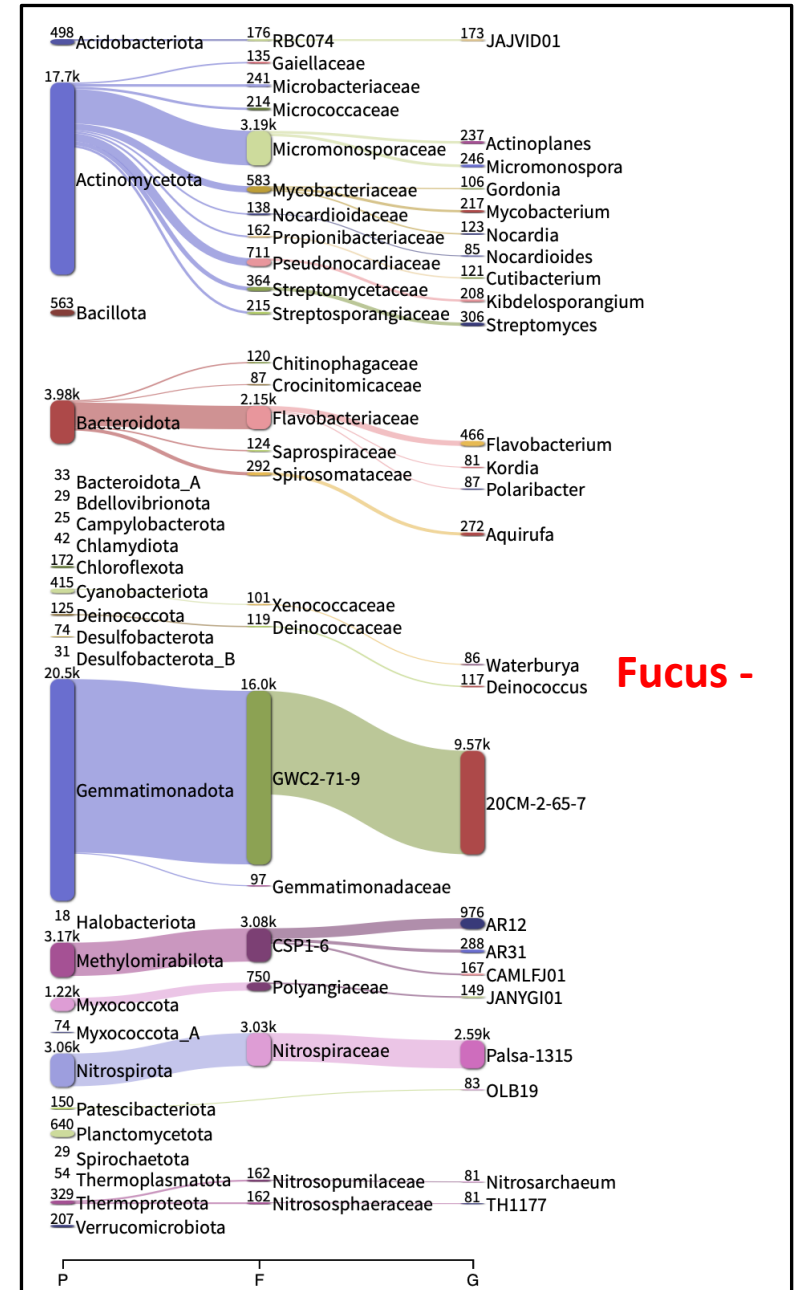 498 Acidobacteriota 176 RBC074 173 JAJVID01
135 Gaiellaceae
17.7k Actinomycetota 241 Microbacteriaceae
214 Micrococcaceae
3.19k Micromonosporaceae 237 Actinoplanes
246 Micromonospora
583 Mycobacteriaceae 106 Gordonia
217 Mycobacterium
138 Nocardioidaceae 123 Nocardia
162 Propionibacteriaceae 85 Nocardioides
711 Pseudonocardiaceae 121 Cutibacterium
364 Streptomycetaceae 208 Kibdelosporangium
563 Bacillota 215 Streptosporangiaceae 306 Streptomyces
120 Chitinophagaceae
87 Crocinitomicaceae
3.98k Bacteroidota 2.15k Flavobacteriaceae 466 Flavobacterium
124 Saprospiraceae 81 Kordia
292 Spirosomataceae 87 Polaribacter
33 Bacteroidota_A
29 Bdellovibrionota
25 Campylobacterota 272 Aquirufa
42 Chlamydiota
172 Chloroflexota
415 Cyanobacteriota 101 Xenococcaceae
125 Deinococcota 119 Deinococcaceae
74 Desulfobacterota
31 Desulfobacterota_B 86 Waterburya
117 Deinococcus
Fucus -
20.5k Gemmatimonadota 16.0k GWC2-71-9 9.57k 20CM-2-65-7
97 Gemmatimonadaceae
18 Halobacteriota 976 AR12
3.17k Methylomirabilota 3.08k CSP1-6 288 AR31
167 CAMLFJ01
1.22k Myxococcota 750 Polyangiaceae 149 JANYGI01
74 Myxococcota_A
3.06k Nitrospirota 3.03k Nitrospiraceae 2.59k Palsa-1315
83 OLB19
150 Patescibacteriota
640 Planctomycetota
29 Spirochaetota
54 Thermoplasmatota 162 Nitrosopumilaceae 81 Nitrosarchaeum
329 Thermoproteota 162 Nitrososphaeraceae 81 TH1177
207 Verrucomicrobiota
P F G